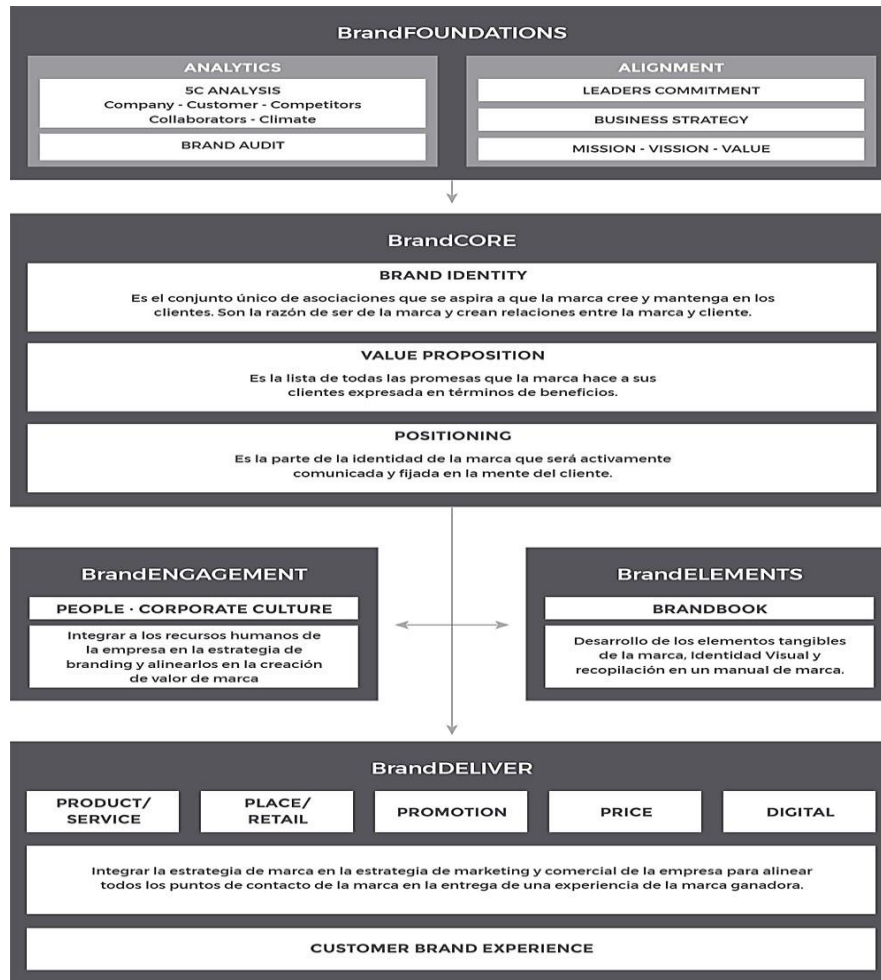 BrandFOUNDATIONS
ANALYTICS
5C ANALYSIS
Company - Customer - Competitors
Collaborators - Climate
BRAND AUDIT
ALIGNMENT
LEADERS COMMITMENT
BUSINESS STRATEGY
MISSION - VISSION - VALUE
BrandCORE
BRAND IDENTITY
Es el conjunto único de asociaciones que se aspira a que la marca cree y mantenga en los
clientes. Son la razón de ser de la marca y crean relaciones entre la marca y cliente.
VALUE PROPOSITION
Es la lista de todas las promesas que la marca hace a sus
clientes expresada en términos de beneficios.
POSITIONING
Es la parte de la identidad de la marca que será activamente
comunicada y fijada en la mente del cliente.
BrandENGAGEMENT
PEOPLE · CORPORATE CULTURE
Integrar a los recursos humanos de
la empresa en la estrategia de
branding y alinearlos en la creación
de valor de marca
BrandELEMENTS
BRANDBOOK
Desarrollo de los elementos tangibles
de la marca, Identidad Visual y
recopilación en un manual de marca.
BrandDELIVER
PRODUCT/
SERVICE
PLACE/
RETAIL
PROMOTION
PRICE
DIGITAL
Integrar la estrategia de marca en la estrategia de marketing y comercial de la empresa para alinear
todos los puntos de contacto de la marca en la entrega de una experiencia de la marca ganadora.
CUSTOMER BRAND EXPERIENCE